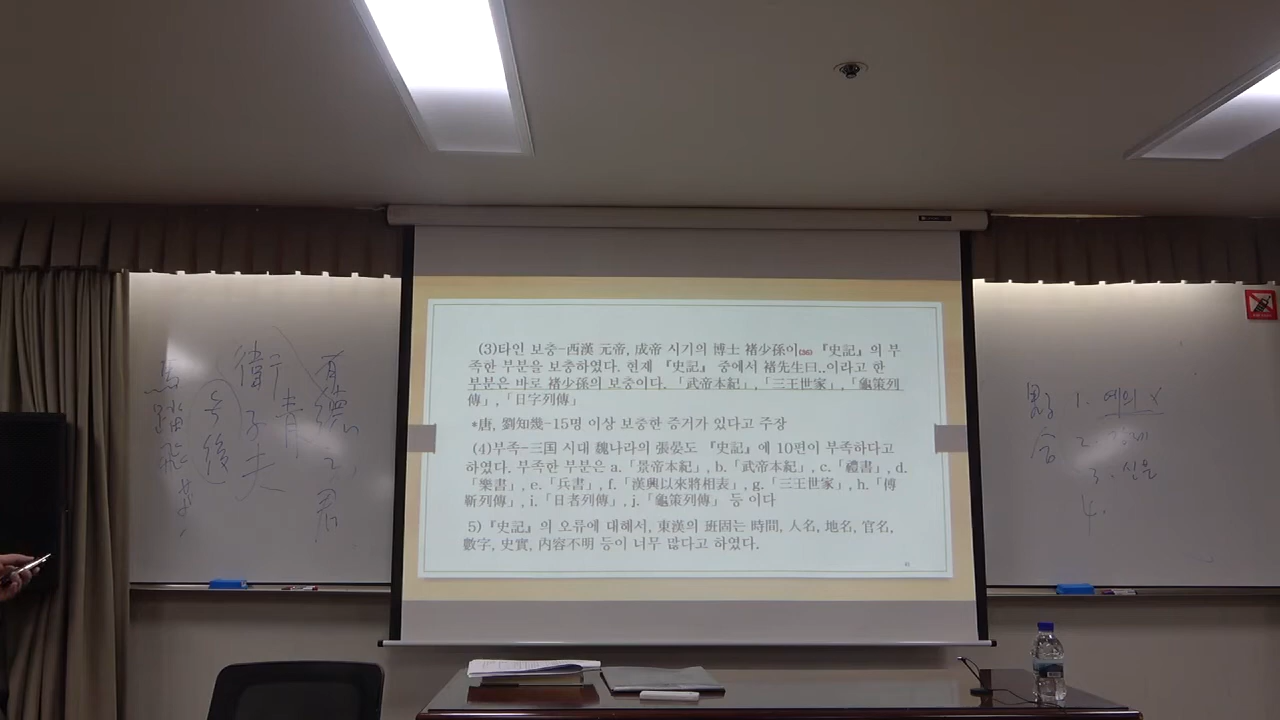 (3)타인 보충-西漢 元帝, 成帝 시기의 博士 褚少孫이(36) 『史記』의 부
족한 부분을 보충하였다. 현재 『史記』 중에서 褚先生曰..이라고 한
부분은 바로 褚少孫의 보충이다. 「武帝本紀」,「三王世家」,「龜策列
傳」,「日字列傳」
*唐, 劉知幾-15명 이상 보충한 증거가 있다고 주장
(4)부족-三国 시대 魏나라의 張晏도 『史記』에 10편이 부족하다고
하였다. 부족한 부분은 a.「景帝本紀」, b.「武帝本紀」, c.「禮書」, d.
「樂書」, e.「兵書」, f.「漢興以來將相表」, g.「三王世家」, h.「傅
靳列傳」, i.「日者列傳」, j.「龜策列傳」 등 이다
5)『史記』의 오류에 대해서, 東漢의 班固는 時間, 人名, 地名, 官名,
數字, 史實, 內容不明 등이 너무 많다고 하였다.
馬踏飛燕
衛子夫
青
1. 예의 x
2.
3.
4.